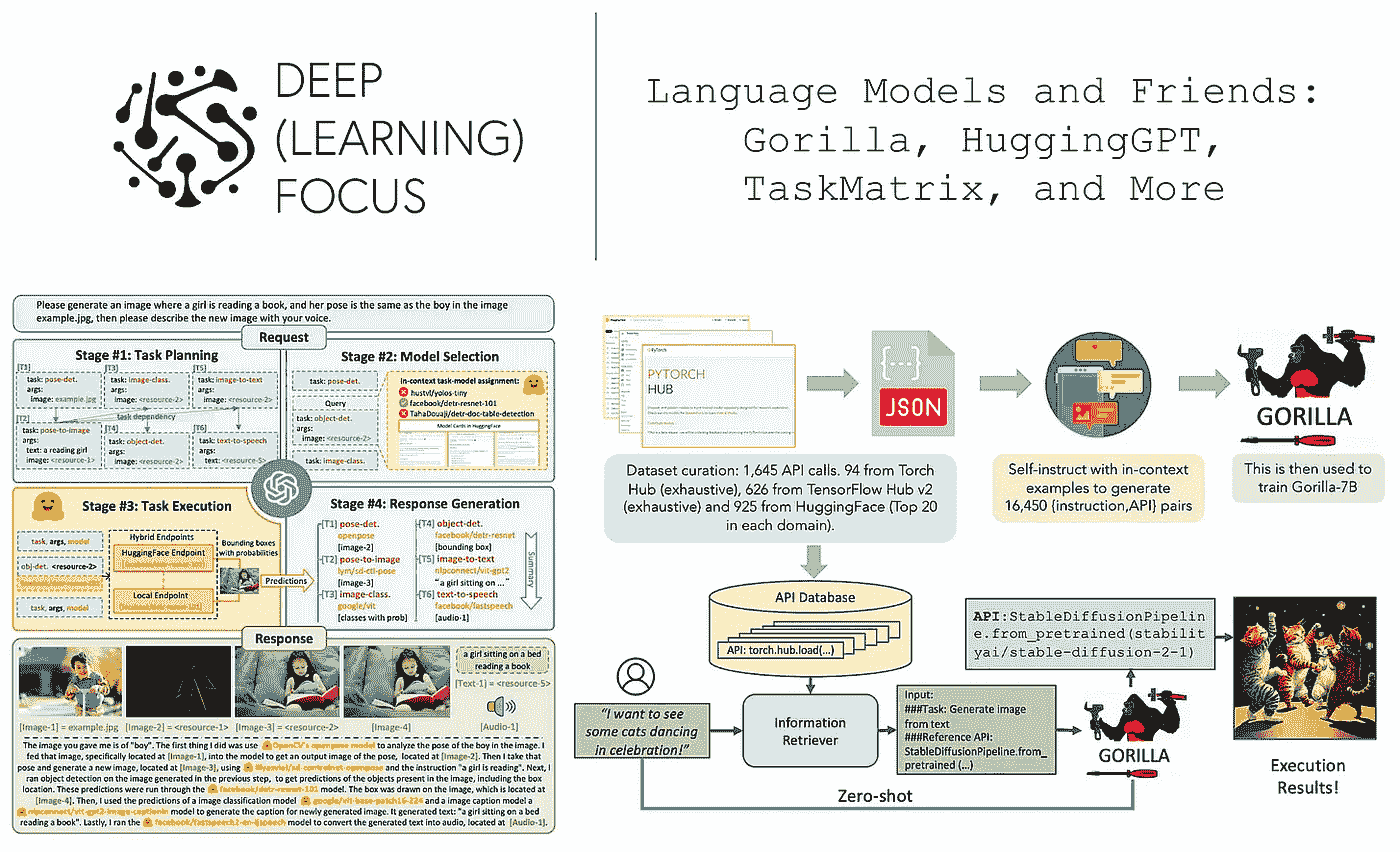 DEEP
(LEARNING)
FOCUS
Language Models and Friends:
Gorilla, HuggingGPT,
TaskMatrix, and More
Please generate an image where a girl is reading a book, and her pose is the same as the boy in the image
example.jpg, then please describe the new image with your voice.
Request
Stage #1: Task Planning
[T1]
task: pose-det.
args:
image: example.jpg
[T3]
task: image-class.
args:
image: <resource-2>
[T5]
task: image-to-text
args:
image: <resource-2>
task dependency
[T2]
task: pose-to-image
args:
text: a reading girl
image: <resource-1>
[T4]
task: object-det.
args:
image: <resource-2>
[T6]
task: text-to-speech
args:
text: <resource-5>
Stage #2: Model Selection
task: pose-det.
Query
task: object-det.
args:
image: <resource-2>
task: image-class.
In-context task-model assignment:
hustvl/yolos-tiny
facebook/detr-resnet-101
TahaDouaji/detr-doc-table-detection
Model Cards in HuggingFace
Stage #3: Task Execution
task, args, model
obj-det. <resource-2>
task, args, model
Hybrid Endpoints
HuggingFace Endpoint
Local Endpoint
Bounding boxes
with probabilities
Predictions
Stage #4: Response Generation
[T1] pose-det.
openpose
[image-2]
[T2] pose-to-image
[image-3]
[T3] image-class.
google/vit
[classes with prob]
[T4] object-det.
facebook/detr-resnet
[bounding box]
[T5] image-to-text
nlpconnect/vit-gpt2
"a girl sitting on ..."
[T6] text-to-speech
facebook/fastspeech
[audio-1]
Summary
Response
[Image-1] = example.jpg
[Image-2] = <resource-1>
[Image-3] = <resource-2>
[Image-4]
a girl sitting on a bed
reading a book
[Text-1] = <resource-5>
[Audio-1]
The image you gave me is of "boy". The first thing I did was use OpenCV's openpose model to analyze the pose of the boy in the image. I
fed that image, specifically located at [Image-1], into the model to get an output image of the pose, located at [Image-2]. Then I take that
pose and generate a new image, located at [Image-3], using and the instruction "a girl is reading". Next, I
ran object detection on the image generated in the previous step, to get predictions of the objects present in the image, including the box
location. These predictions were run through the facebook/detr-resnet-101 model. The box was drawn on the image, which is located at
[Image-4]. Then, I used the predictions of a image classification model google/vit-base-patch16-224 and a image caption model a
nlpconnect/vit-gpt2-image-captionin model to generate the caption for newly generated image. It generated text: "a girl sitting on a bed
reading a book". Lastly, I ran the facebook/fastspeech2-en-ljspeech model to convert the generated text into audio, located at [Audio-1].
PYTORCH
HUB
JSON
GORILLA
Dataset curation: 1,645 API calls. 94 from Torch
Hub (exhaustive), 626 from TensorFlow Hub v2
(exhaustive) and 925 from HuggingFace (Top 20
in each domain).
Self-instruct with in-context
examples to generate
16,450 {instruction,API} pairs
This is then used to
train Gorilla-7B
API Database
API: torch.hub.load(...)
"I want to see
some cats dancing
in celebration!"
Information
Retriever
Input:
###Task: Generate image
from text
###Reference API:
StableDiffusionPipeline.from_
pretrained (...)
GORILLA
API:StableDiffusionPipelin
e.from_pretrained(stabilit
yai/stable-diffusion-2-1)
Execution
Results!
Zero-shot